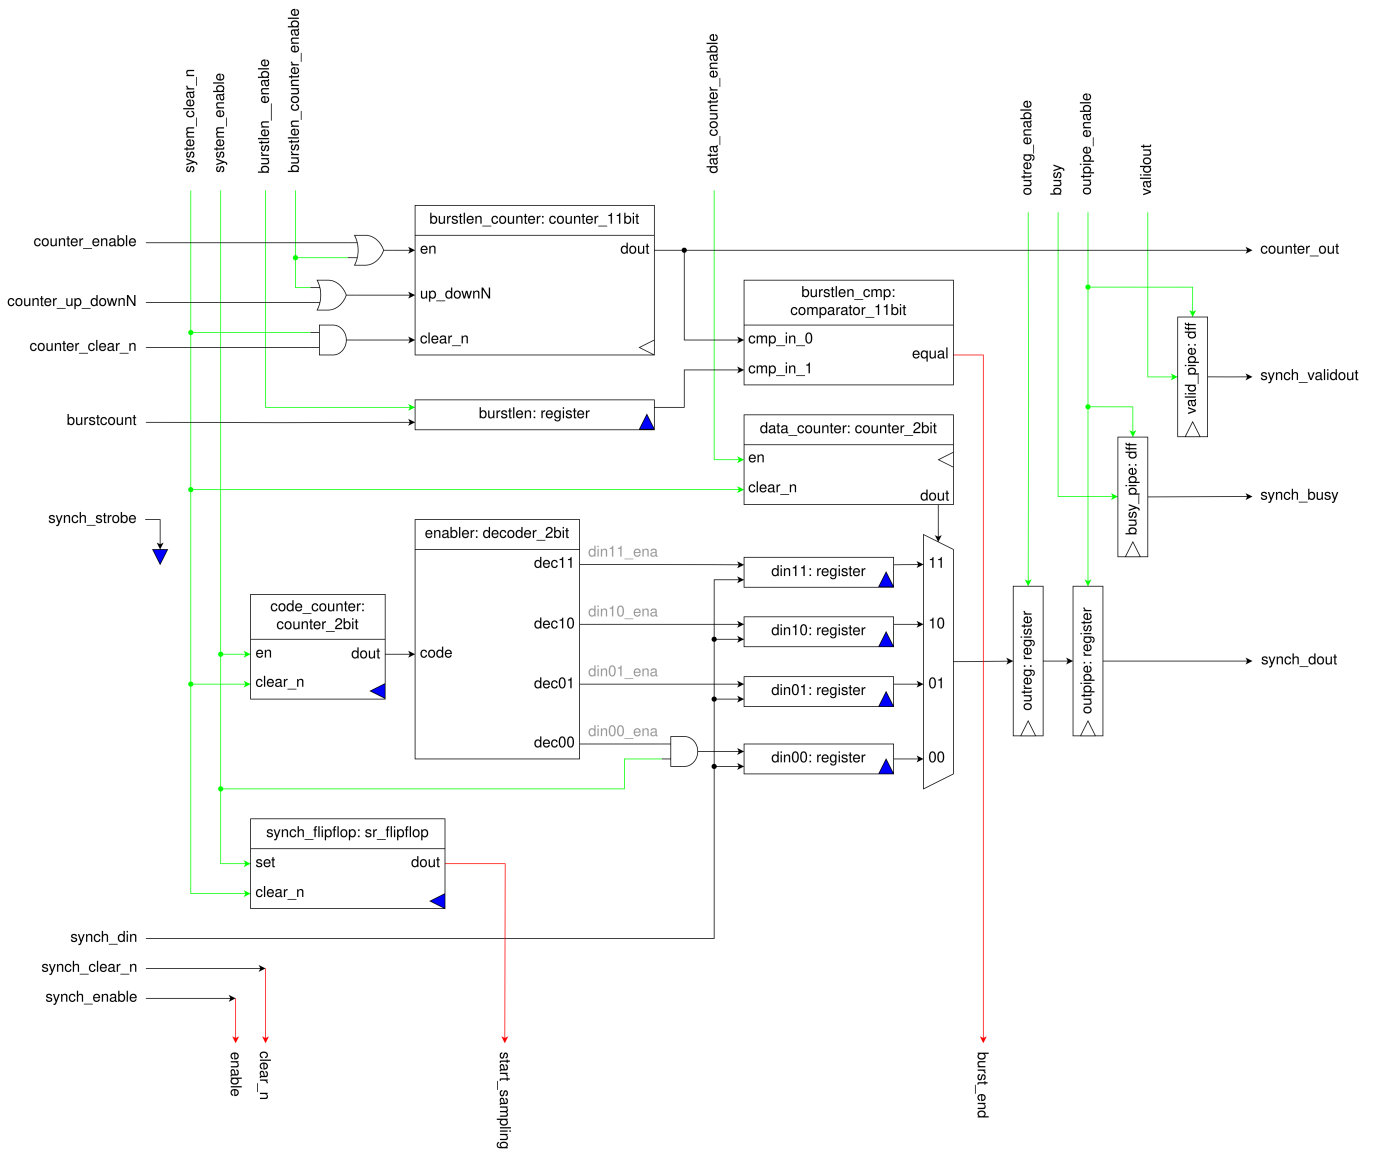 system_clear_n
system_enable
burstlen__enable
burstlen_counter_enable
data_counter_enable
outreg_enable
busy
outpipe_enable
validout
counter_enable
counter_up_downN
counter_clear_n
burstcount
synch_strobe
burstlen_counter: counter_11bit
en
dout
up_downN
clear_n
burstlen: register
burstlen_cmp:
comparator_11bit
cmp_in_0
equal
cmp_in_1
data_counter: counter_2bit
en
clear_n
dout
counter_out
valid_pipe: dff
synch_validout
busy_pipe: dff
synch_busy
enabler: decoder_2bit
dec11
dec10
code
dec01
dec00
din11_ena
din10_ena
din01_ena
din00_ena
code_counter:
counter_2bit
en
dout
clear_n
din11: register
din10: register
din01: register
din00: register
11
10
01
00
outreg: register
outpipe: register
synch_dout
synch_flipflop: sr_flipflop
set
dout
clear_n
synch_din
synch_clear_n
synch_enable
enable
clear_n
start_sampling
burst_end